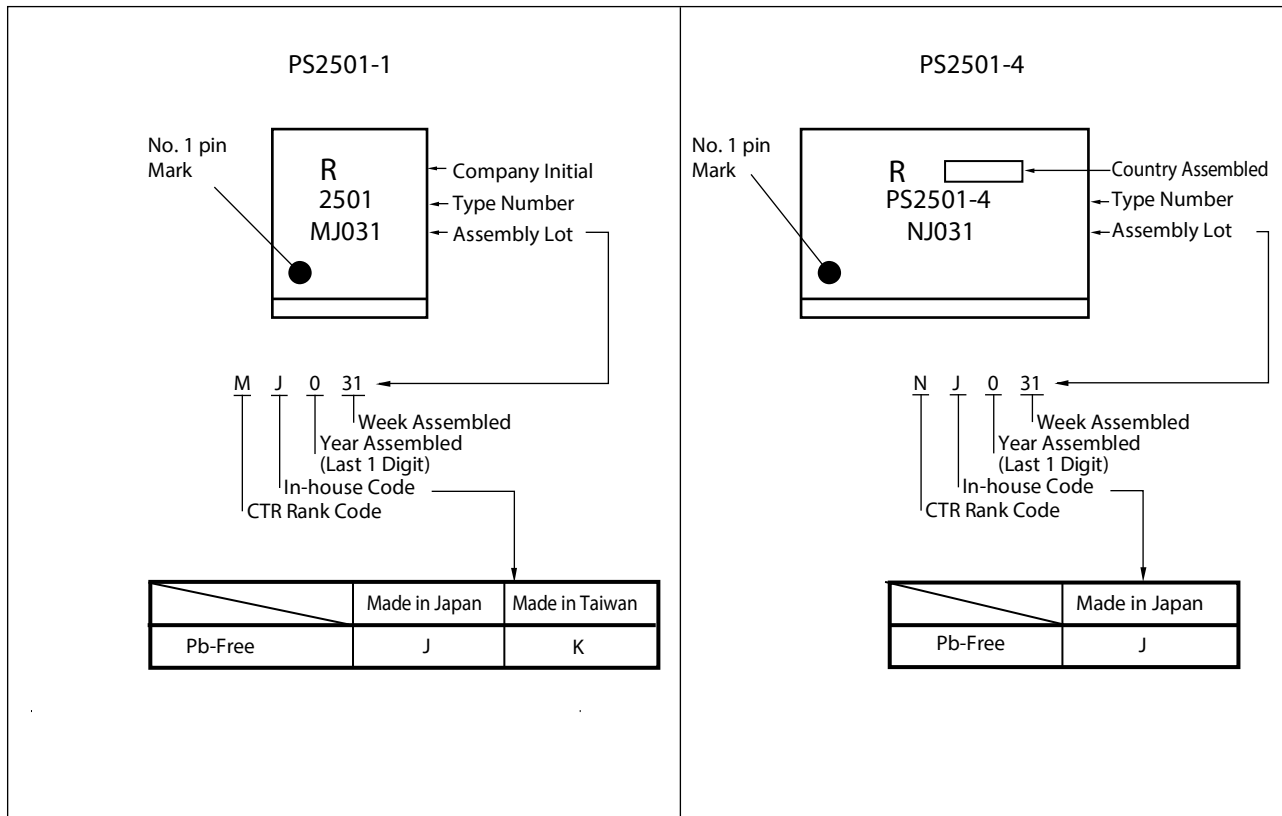 PS2501-1
No. 1 pin
Mark
R
2501
MJ031
Company Initial
Type Number
Assembly Lot
M J 0 31
Week Assembled
Year Assembled
(Last 1 Digit)
In-house Code
CTR Rank Code
Made in Japan Made in Taiwan
Pb-Free J K
PS2501-4
No. 1 pin
Mark
R
PS2501-4
NJ031
Country Assembled
Type Number
Assembly Lot
N J 0 31
Week Assembled
Year Assembled
(Last 1 Digit)
In-house Code
CTR Rank Code
Made in Japan
Pb-Free J